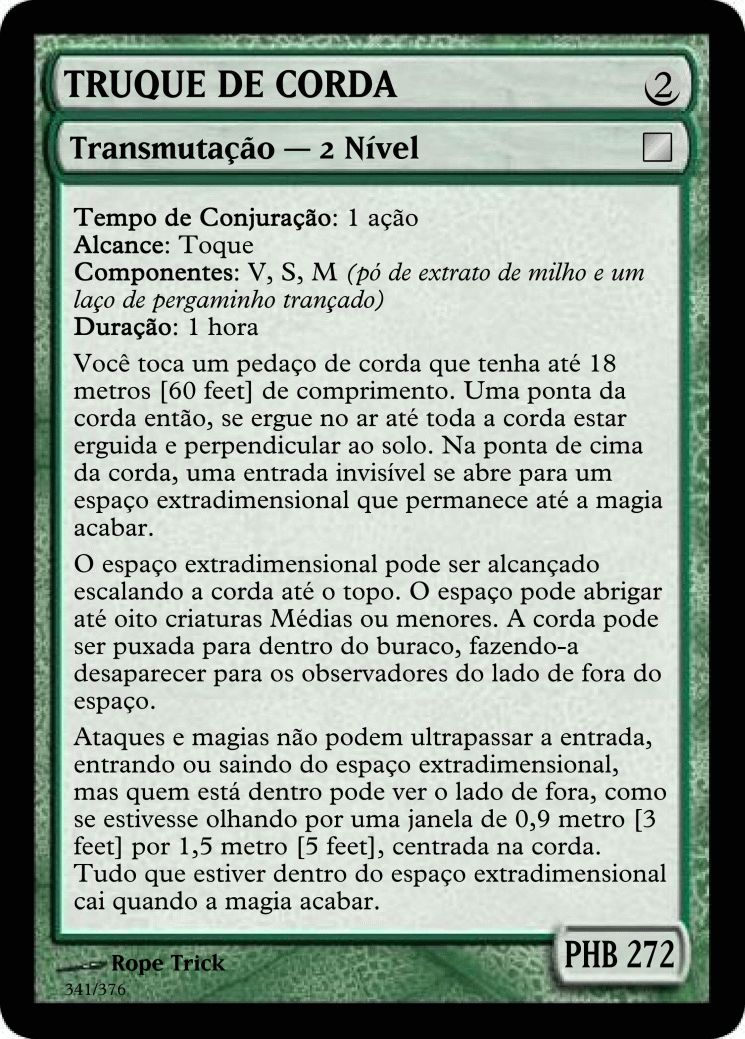 TRUQUE DE CORDA 2
Transmutação — 2 Nível
Tempo de Conjuração: 1 ação
Alcance: Toque
Componentes: V, S, M (pó de extrato de milho e um
laço de pergaminho trançado)
Duração: 1 hora
Você toca um pedaço de corda que tenha até 18
metros [60 feet] de comprimento. Uma ponta da
corda então, se ergue no ar até toda a corda estar
erguida e perpendicular ao solo. Na ponta de cima
da corda, uma entrada invisível se abre para um
espaço extradimensional que permanece até a magia
acabar.
O espaço extradimensional pode ser alcançado
escalando a corda até o topo. O espaço pode abrigar
até oito criaturas Médias ou menores. A corda pode
ser puxada para dentro do buraco, fazendo-a
desaparecer para os observadores do lado de fora do
espaço.
Ataques e magias não podem ultrapassar a entrada,
entrando ou saindo do espaço extradimensional,
mas quem está dentro pode ver o lado de fora, como
se estivesse olhando por uma janela de 0,9 metro [3
feet] por 1,5 metro [5 feet], centrada na corda.
Tudo que estiver dentro do espaço extradimensional
cai quando a magia acabar.
PHB 272
Rope Trick
341/376